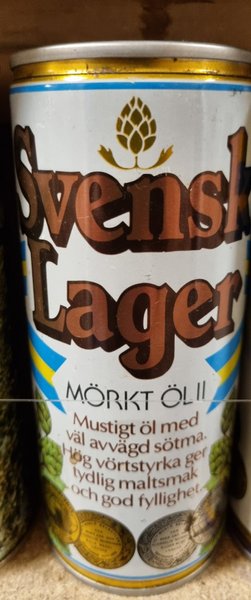 Svensk
Lager
MÖRKT ÖL II
Mustigt öl med
väl avvägd sötma.
Hög vörtstyrka ger
tydlig maltsmak
och god fyllighet.